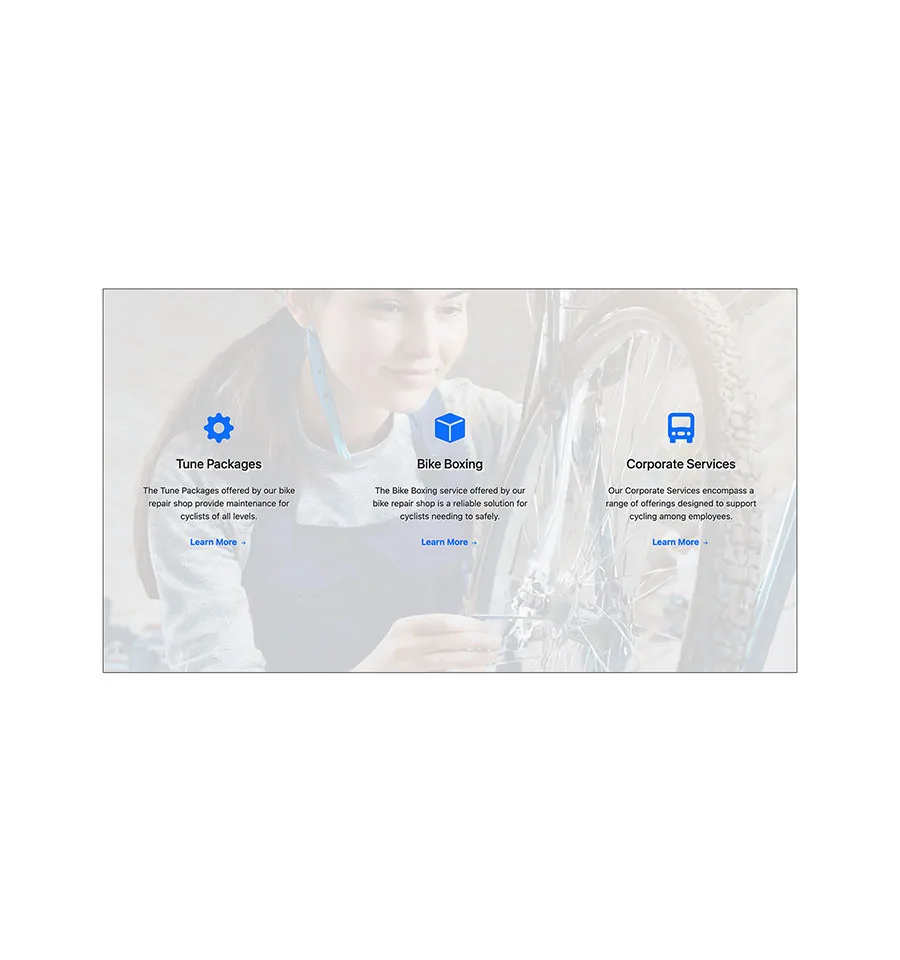 Tune Packages
The Tune Packages offered by our bike
repair shop provide maintenance for
cyclists of all levels.
Learn More →
Bike Boxing
The Bike Boxing service offered by our
bike repair shop is a reliable solution for
cyclists needing to safely.
Learn More →
Corporate Services
Our Corporate Services encompass a
range of offerings designed to support
cycling among employees.
Learn More →